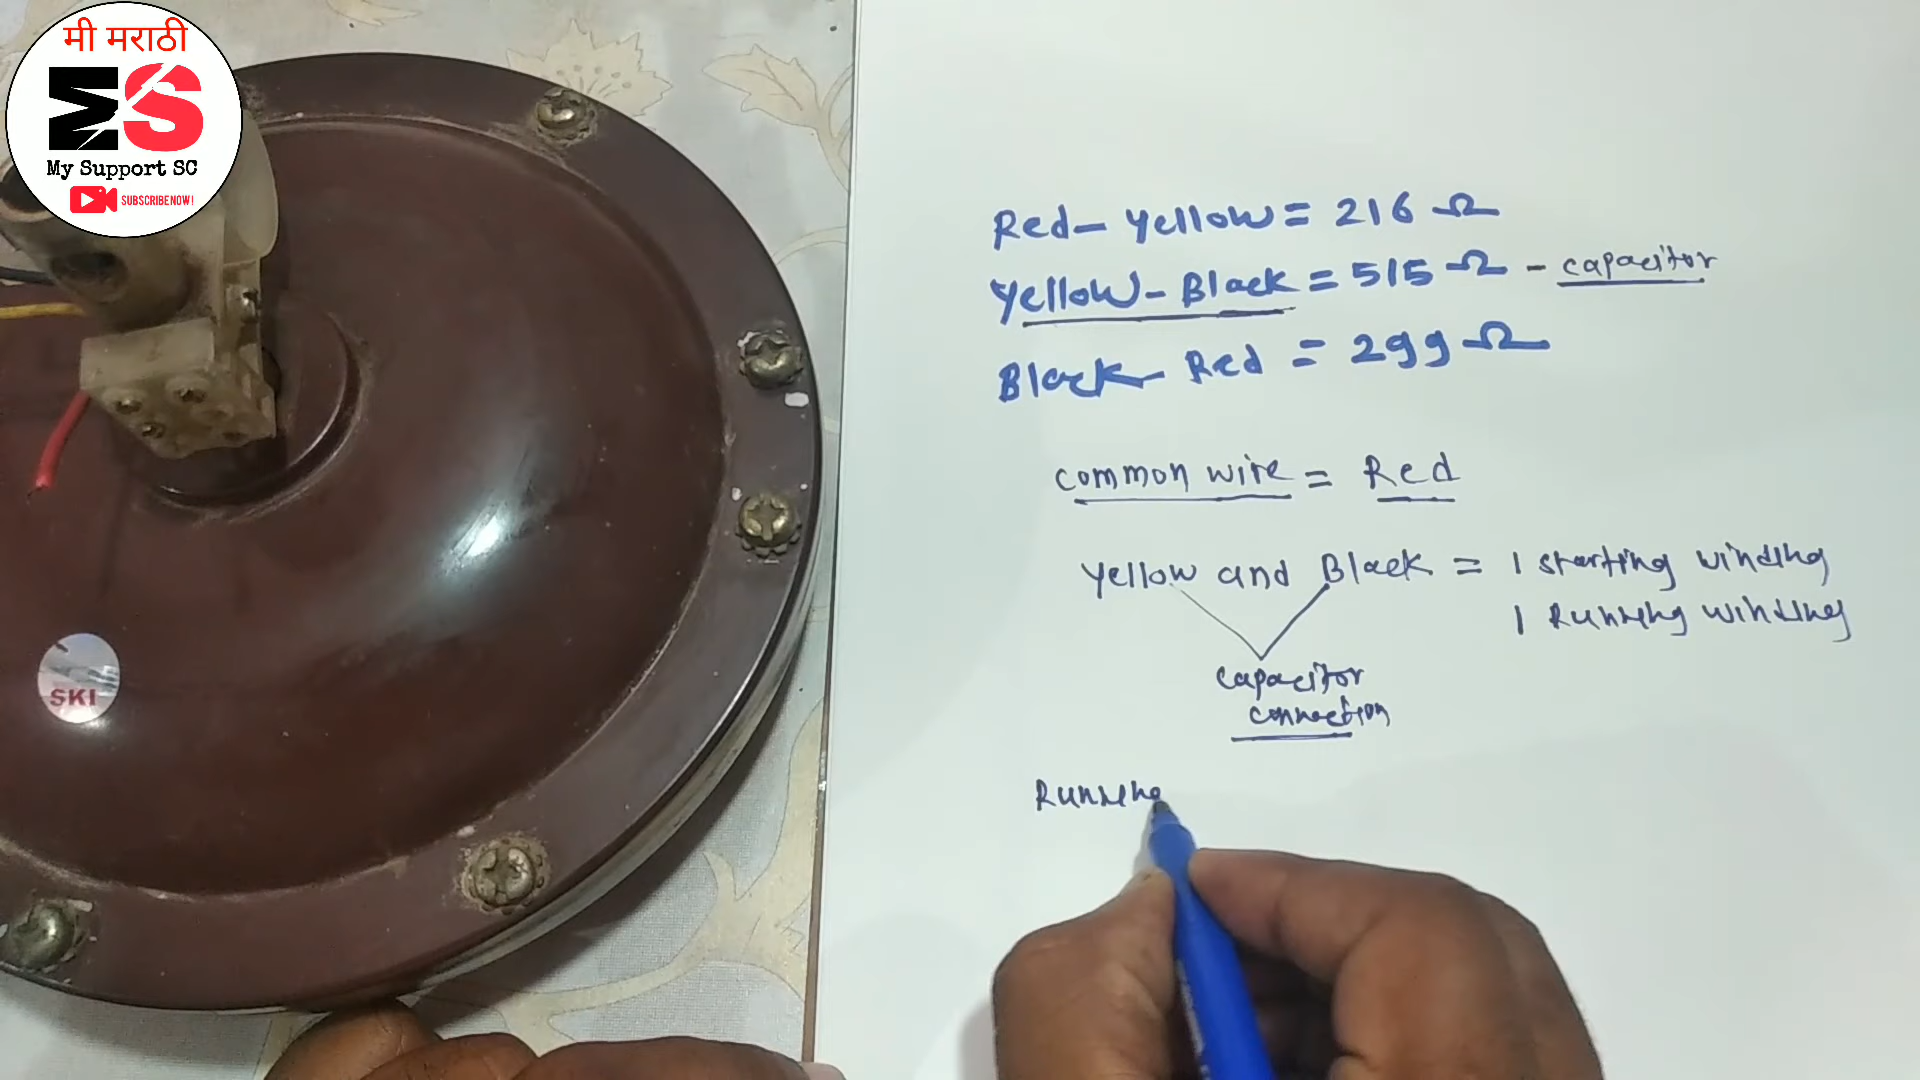 मी मराठी
MS
My Support SC
SUBSCRIBE NOW!
SKI
Red - Yellow = 216 Ω
Yellow - Black = 515 Ω - capacitor
Black - Red = 299 Ω
common wire = Red
Yellow and Black = 1 starting winding
1 Running winding
capacitor
connection
Running